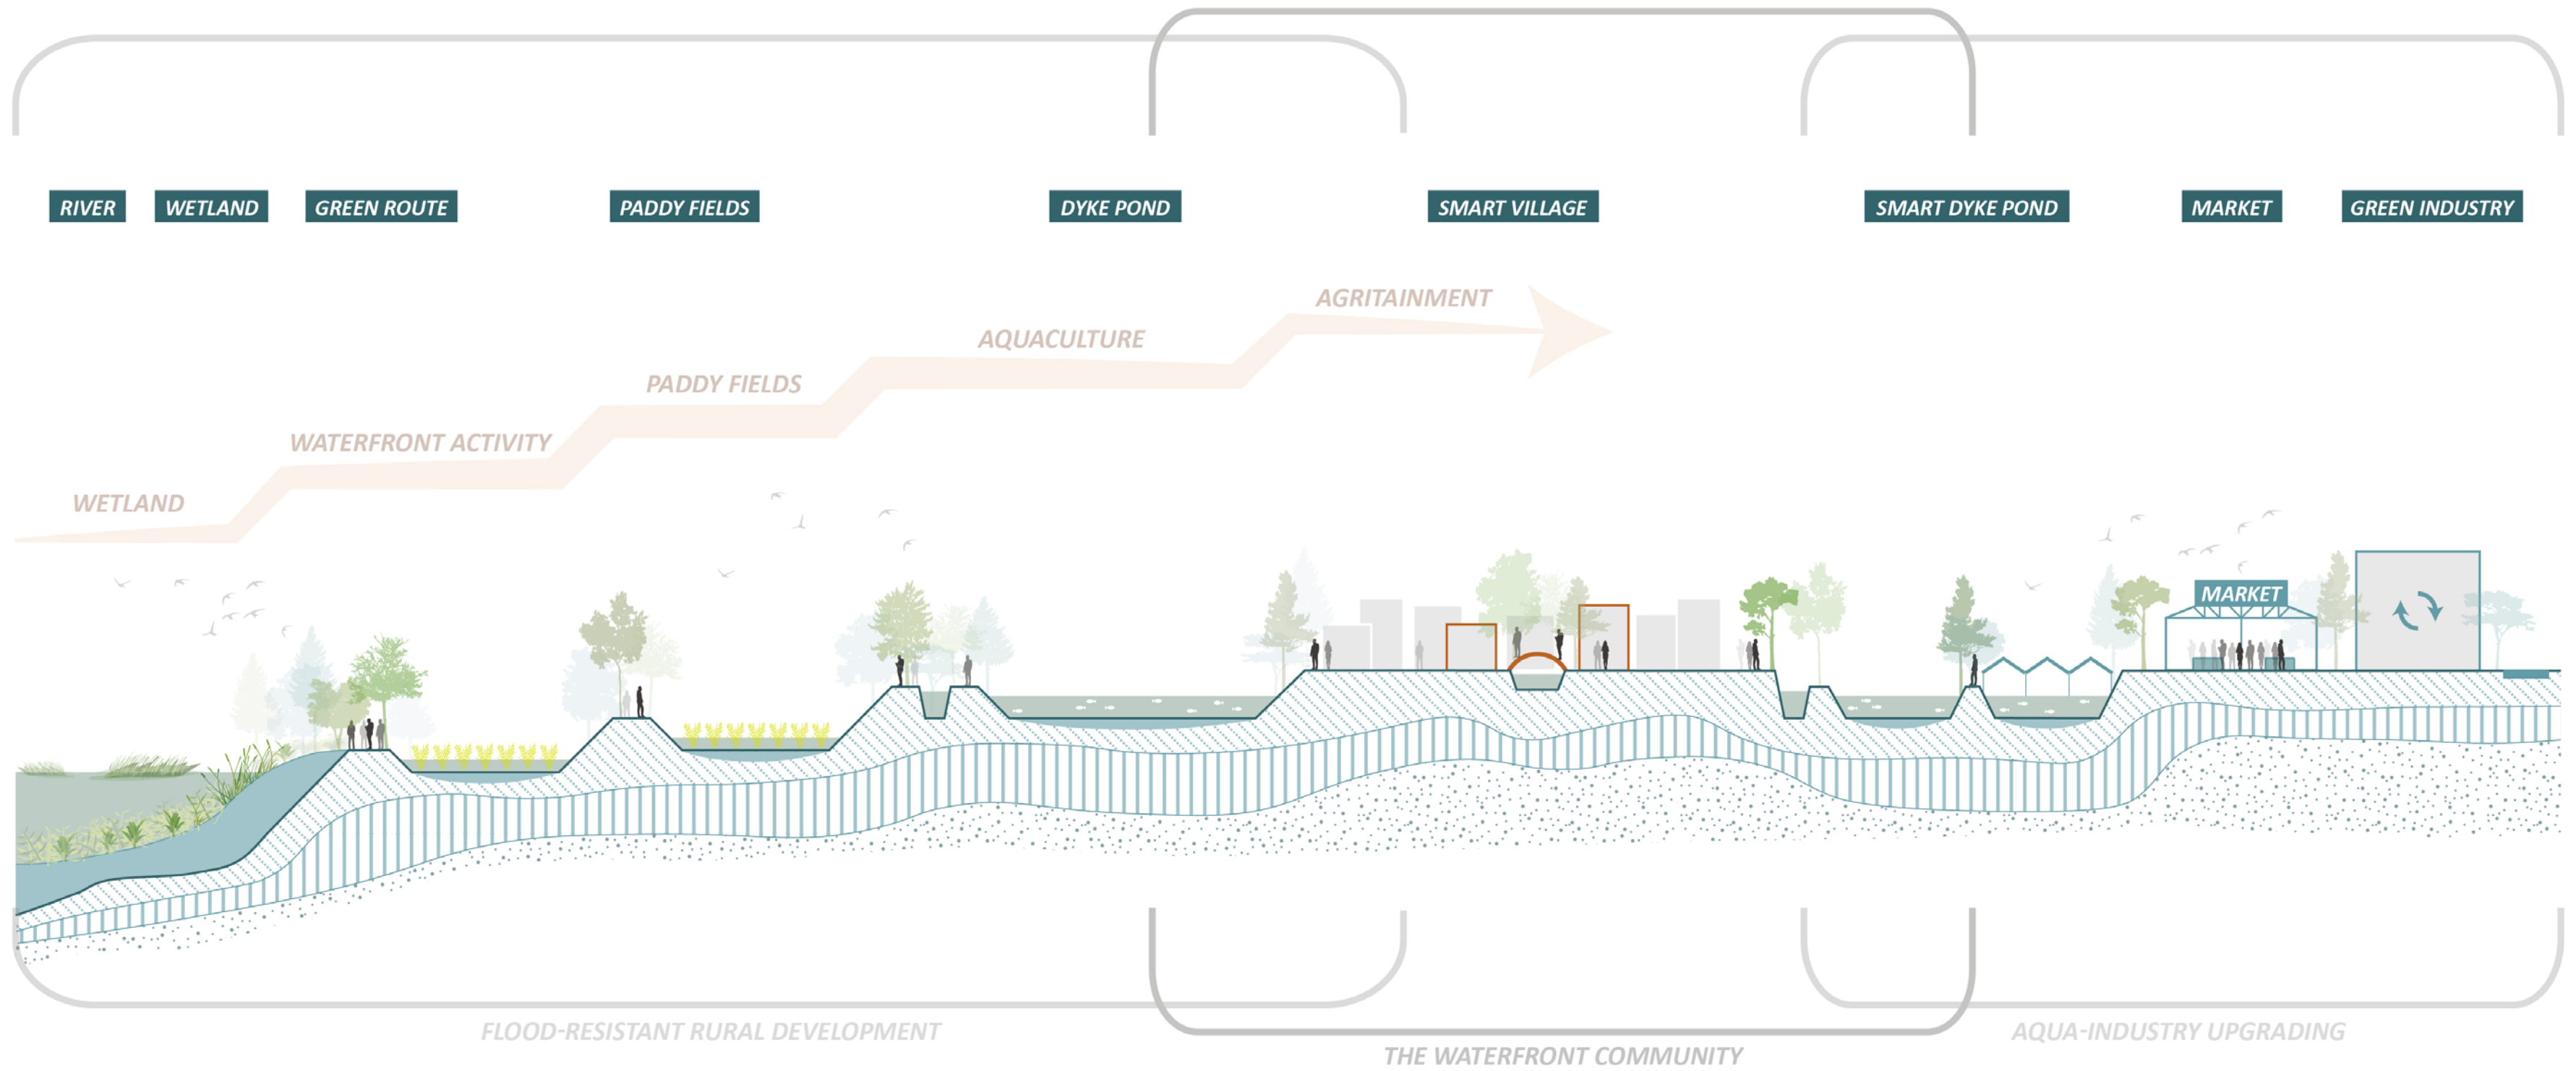 RIVER
WETLAND
GREEN ROUTE
PADDY FIELDS
DYKE POND
SMART VILLAGE
SMART DYKE POND
MARKET
GREEN INDUSTRY
AGRITAINMENT
AQUACULTURE
PADDY FIELDS
WATERFRONT ACTIVITY
WETLAND
MARKET
FLOOD-RESISTANT RURAL DEVELOPMENT
AQUA-INDUSTRY UPGRADING
THE WATERFRONT COMMUNITY